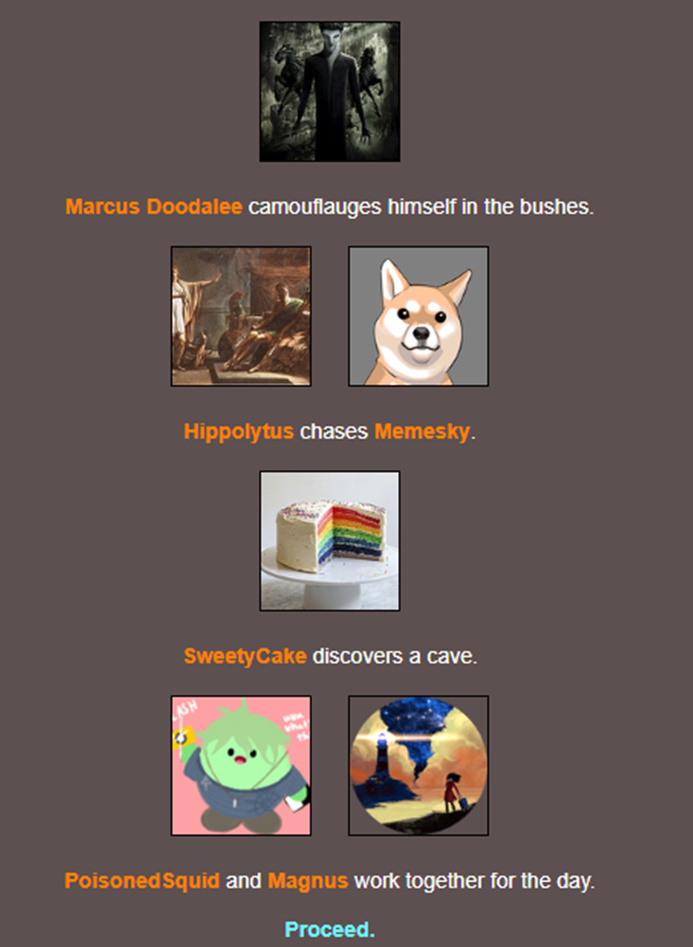 Marcus Doodalee camouflauges himself in the bushes.
Hippolytus chases Memesky.
SweetyCake discovers a cave.
PoisonedSquid and Magnus work together for the day.
Proceed.